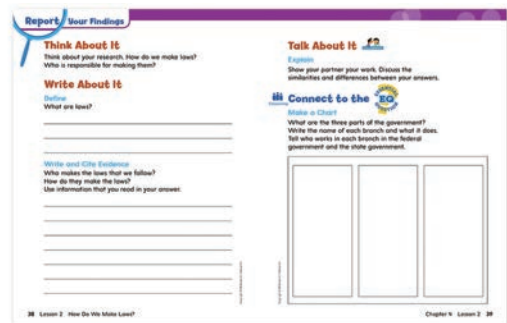 Report Your Findings
Think About It
Think about your research. How do we make laws?
Who is responsible for making them?
Write About It
Define
What are laws?
Write and Cite Evidence
Who makes the laws that we follow?
How do they make the laws?
Use information that you read in your answer.
38 Lesson 2 How Do We Make Laws?
Talk About It
Explain
Show your partner your work. Discuss the
similarities and differences between your answers.
Connect to the EQ
Make a Chart
What are the three parts of the government?
Write the name of each branch and what it does.
Tell who works in each branch in the federal
government and the state government.
Chapter 4 Lesson 2 39